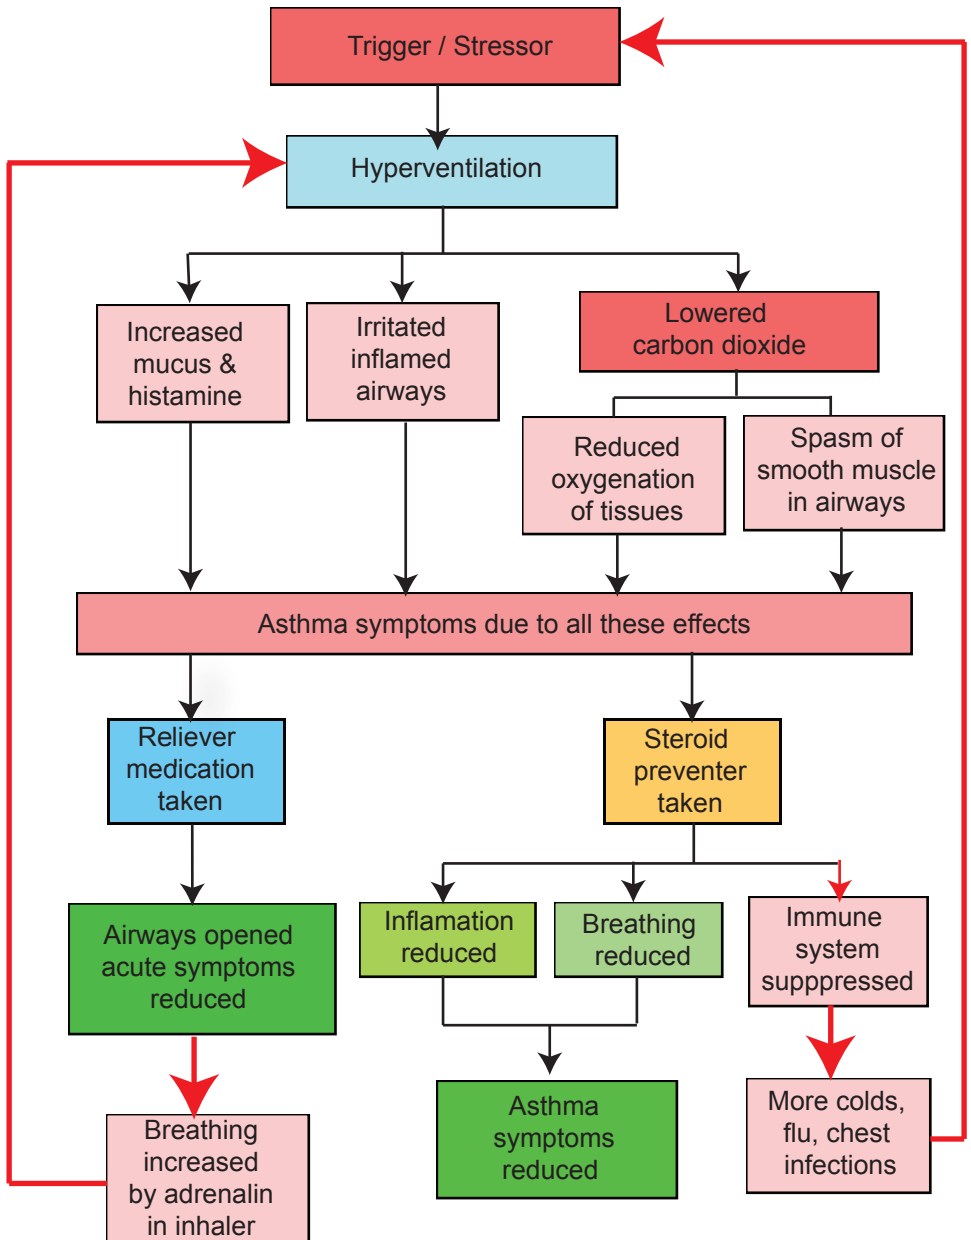 Trigger / Stressor
Hyperventilation
Increased
mucus &
histamine
Irritated
inflamed
airways
Lowered
carbon dioxide
Reduced
oxygenation
of tissues
Spasm of
smooth muscle
in airways
Asthma symptoms due to all these effects
Reliever
medication
taken
Steroid
preventer
taken
Airways opened
acute symptoms
reduced
Inflamation
reduced
Breathing
reduced
Immune
system
supppressed
Breathing
increased
by adrenalin
in inhaler
Asthma
symptoms
reduced
More colds,
flu, chest
infections